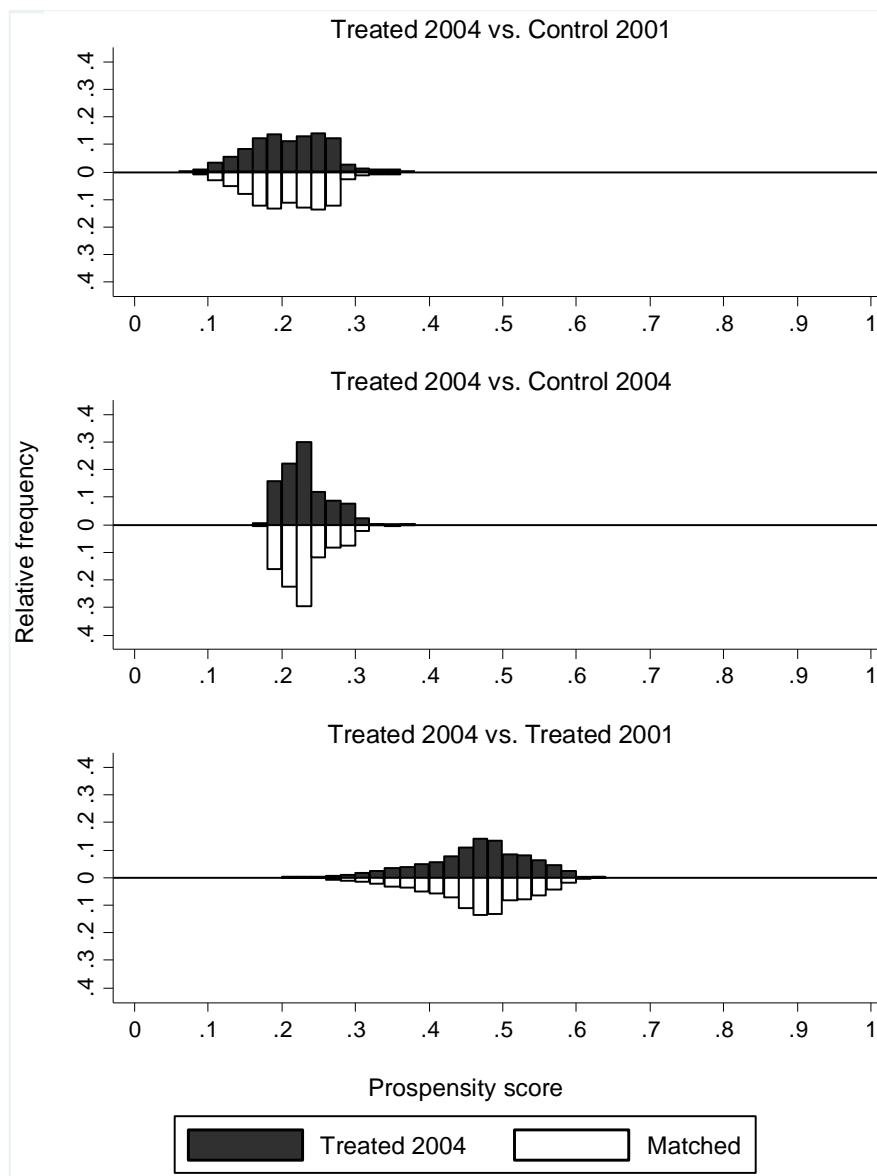 Treated 2004 vs. Control 2001
.4 .3 .2 .1 0 .1 .2 .3 .4
0 .1 .2 .3 .4 .5 .6 .7 .8 .9 1
Treated 2004 vs. Control 2004
.4 .3 .2 .1 0 .1 .2 .3 .4
0 .1 .2 .3 .4 .5 .6 .7 .8 .9 1
Relative frequency
Treated 2004 vs. Treated 2001
.4 .3 .2 .1 0 .1 .2 .3 .4
0 .1 .2 .3 .4 .5 .6 .7 .8 .9 1
Prospensity score
Treated 2004 Matched